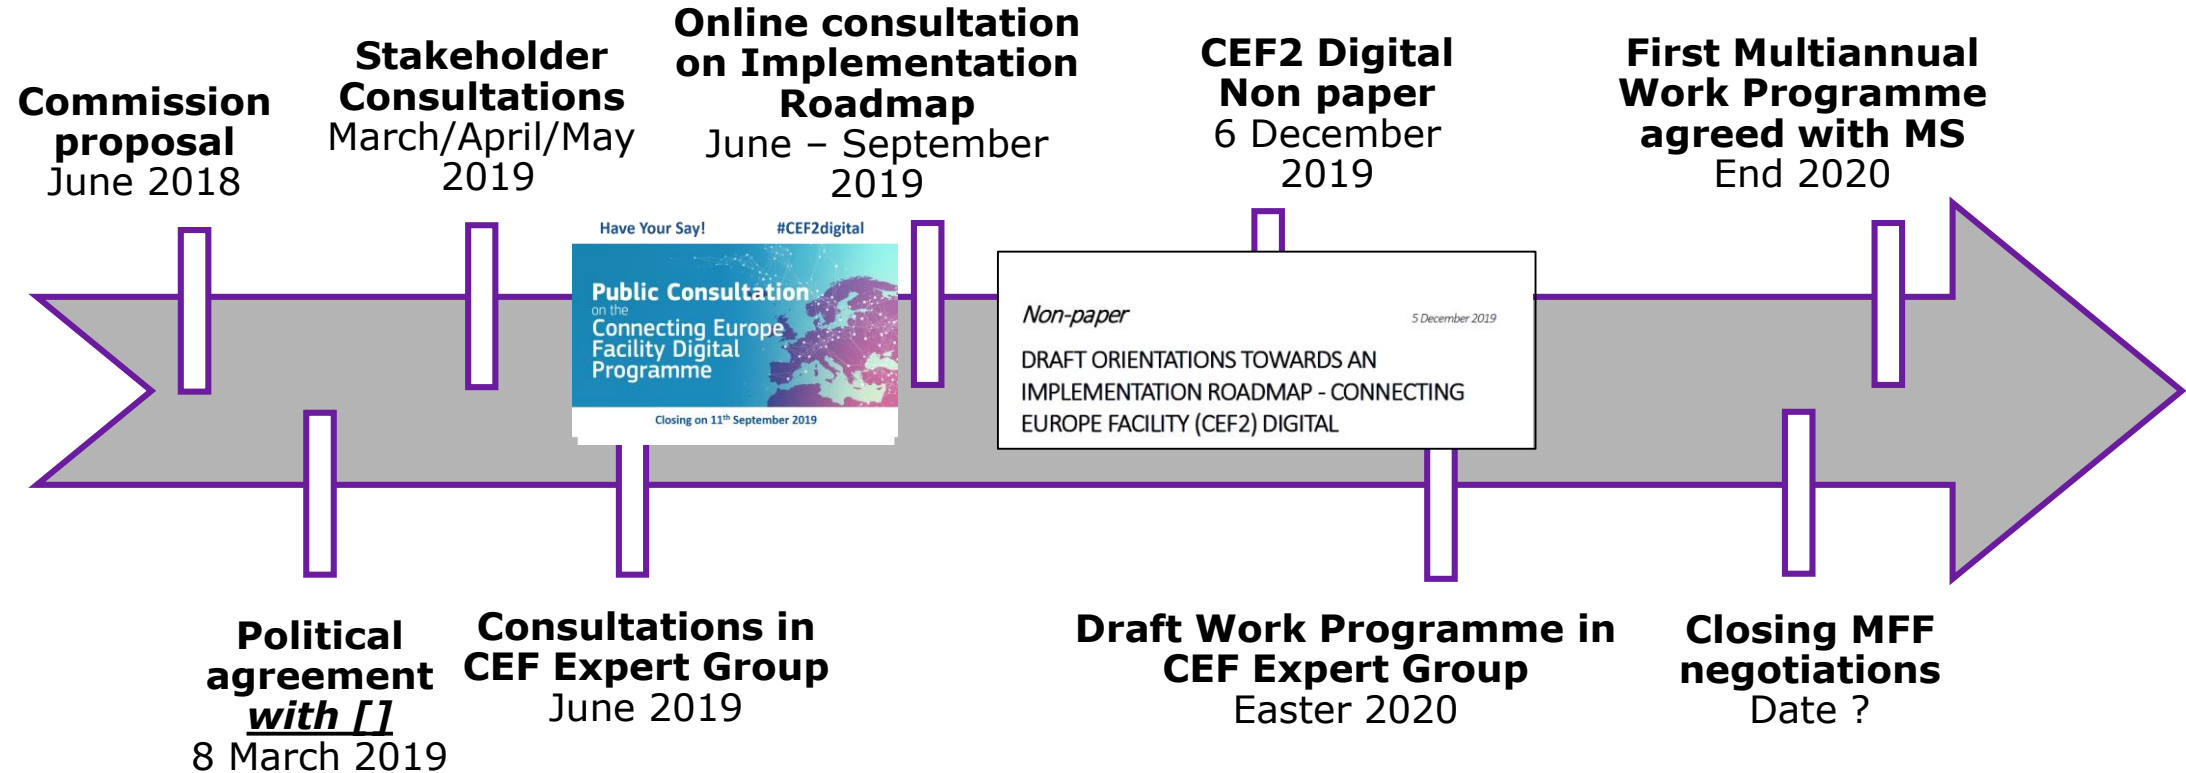 Commission
proposal
June 2018
Stakeholder
Consultations
March/April/May
2019
Online consultation
on Implementation
Roadmap
June – September
2019
CEF2 Digital
Non paper
6 December
2019
First Multiannual
Work Programme
agreed with MS
End 2020
Have Your Say! #CEF2digital
Public Consultation
on the
Connecting Europe
Facility Digital
Programme
Closing on 11th September 2019
Non-paper 5 December 2019
DRAFT ORIENTATIONS TOWARDS AN
IMPLEMENTATION ROADMAP - CONNECTING
EUROPE FACILITY (CEF2) DIGITAL
Political
agreement
with []
8 March 2019
Consultations in
CEF Expert Group
June 2019
Draft Work Programme in
CEF Expert Group
Easter 2020
Closing MFF
negotiations
Date ?